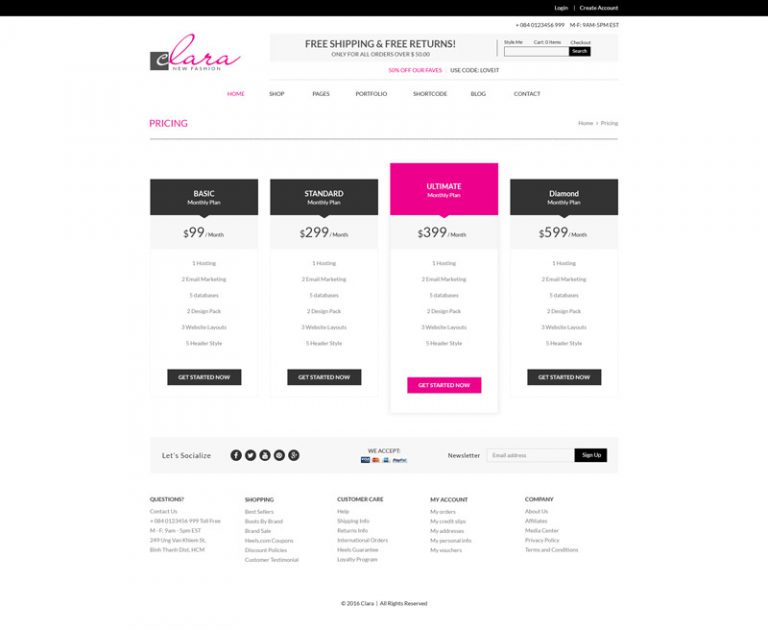 Login | Create Account
+ 084 0123456 999 M-F: 9AM-5PM EST
clara
NEW FASHION
FREE SHIPPING & FREE RETURNS!
ONLY FOR ALL ORDERS OVER $ 50.00
Style Me Cart: 0 Items Checkout
Search
50% OFF OUR FAVES | USE CODE: LOVEIT
HOME SHOP PAGES PORTFOLIO SHORTCODE BLOG CONTACT
PRICING
Home > Pricing
BASIC
Monthly Plan
$99 / Month
1 Hosting
2 Email Marketing
5 databases
2 Design Pack
3 Website Layouts
5 Header Style
GET STARTED NOW
STANDARD
Monthly Plan
$299 / Month
1 Hosting
2 Email Marketing
5 databases
2 Design Pack
3 Website Layouts
5 Header Style
GET STARTED NOW
ULTIMATE
Monthly Plan
$399 / Month
1 Hosting
2 Email Marketing
5 databases
2 Design Pack
3 Website Layouts
5 Header Style
GET STARTED NOW
Diamond
Monthly Plan
$599 / Month
1 Hosting
2 Email Marketing
5 databases
2 Design Pack
3 Website Layouts
5 Header Style
GET STARTED NOW
Let's Socialize
WE ACCEPT:
VISA PayPal
Newsletter
Email address
Sign Up
QUESTIONS?
Contact Us
+ 084 0123456 999 Toll Free
M - F: 9am - 5pm EST
249 Ung Van Khiem St,
Binh Thanh Dist, HCM
SHOPPING
Best Sellers
Boots By Brand
Brand Sale
Heels.com Coupons
Discount Policies
Customer Testimonial
CUSTOMER CARE
Help
Shipping Info
Returns Info
International Orders
Heels Guarantee
Loyalty Program
MY ACCOUNT
My orders
My credit slips
My addresses
My personal info
My vouchers
COMPANY
About Us
Affiliates
Media Center
Privacy Policy
Terms and Conditions
© 2016 Clara | All Rights Reserved